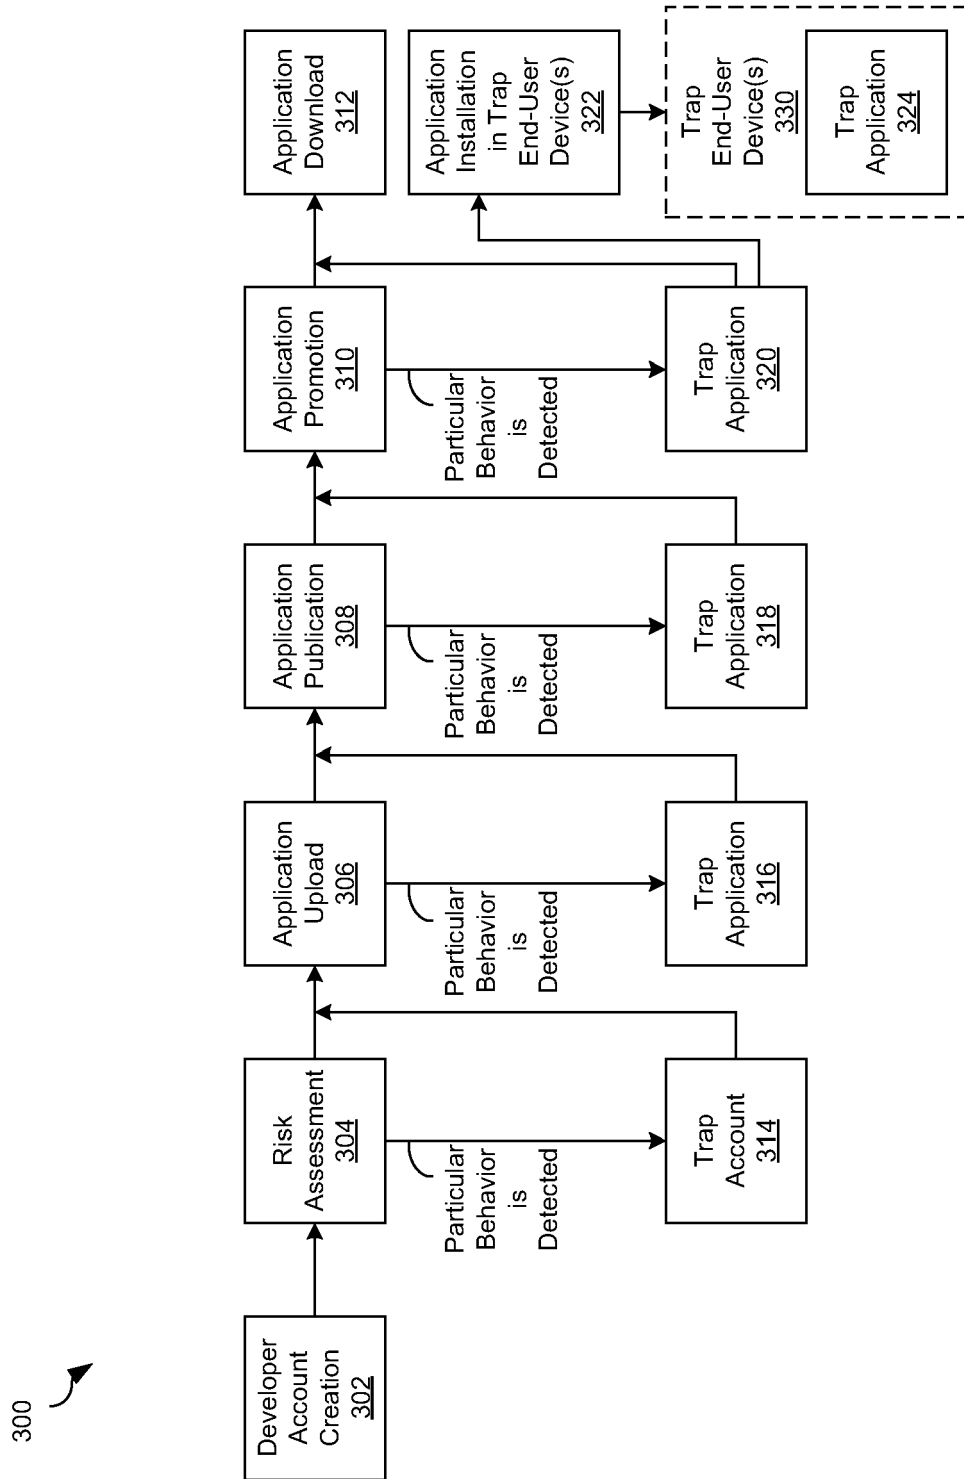 300
Developer
Account
Creation
302
Risk
Assessment
304
Application
Upload
306
Application
Publication
308
Application
Promotion
310
Application
Download
312
Particular
Behavior
is
Detected
Particular
Behavior
is
Detected
Particular
Behavior
is
Detected
Particular
Behavior
is
Detected
Application
Installation
in Trap
End-User
Device(s)
322
Trap
Account
314
Trap
Application
316
Trap
Application
318
Trap
Application
320
Trap
End-User
Device(s)
330
Trap
Application
324